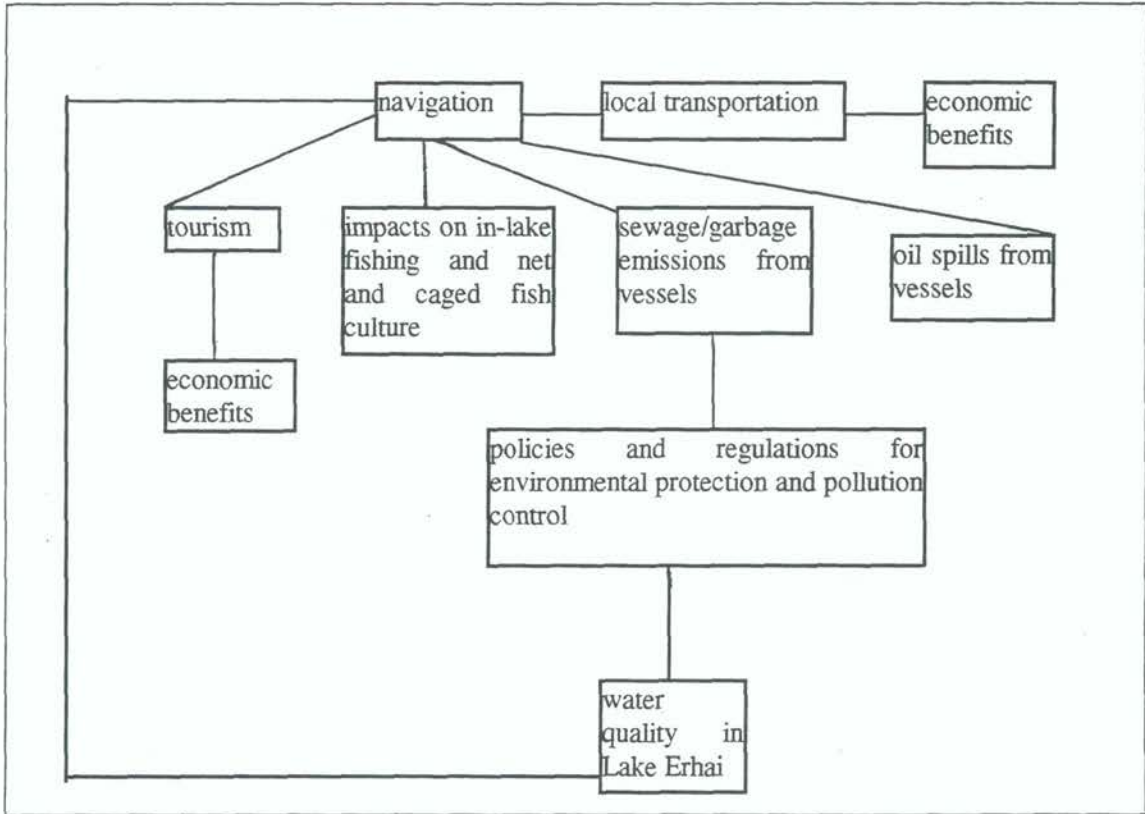 navigation
local transportation
economic
benefits
tourism
impacts on in-lake
fishing and net
and caged fish
culture
sewage/garbage
emissions from
vessels
oil spills from
vessels
economic
benefits
policies and regulations for
environmental protection and pollution
control
water
quality in
Lake Erhai